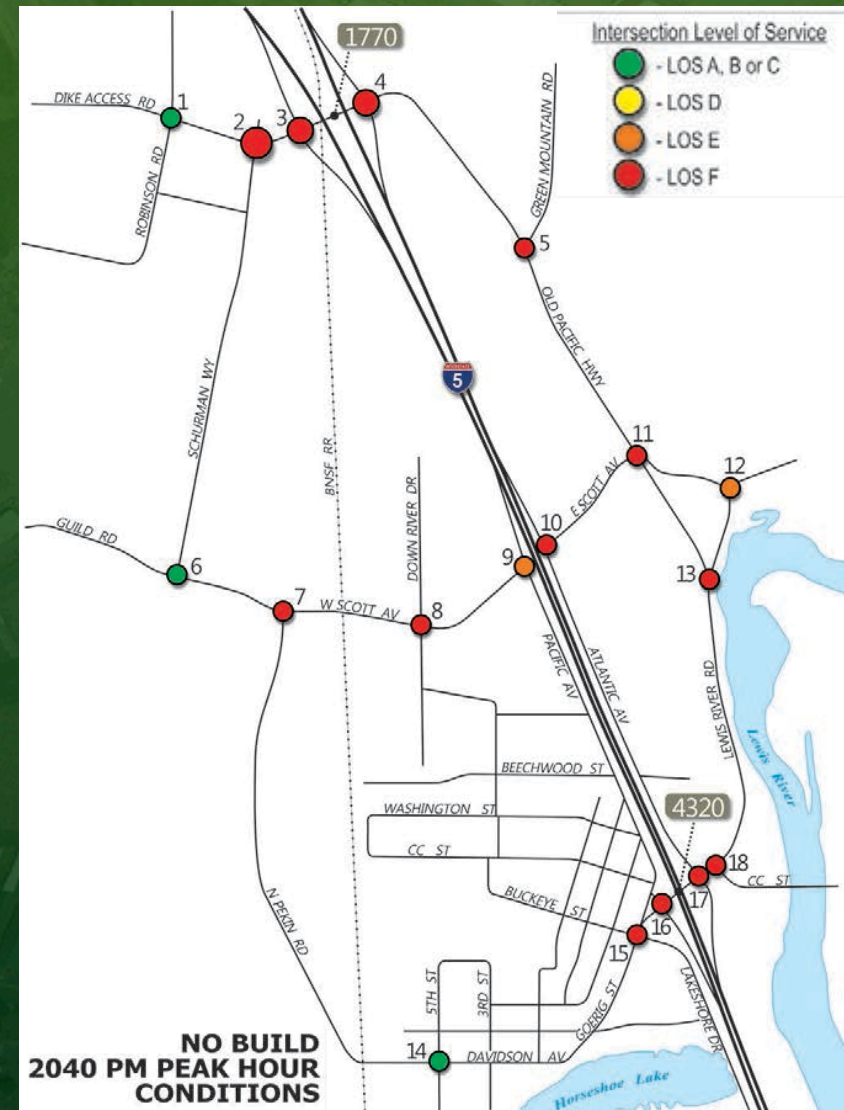 1770
Intersection Level of Service
- LOS A, B or C
- LOS D
- LOS E
- LOS F
DIKE ACCESS RD
1
2
3
4
ROBINSON RD
GREEN MOUNTAIN RD
5
OLD PACIFIC HWY
INTERSTATE
5
SCHURMAN WY
BNSF RR
DOWN RIVER DR
11
E SCOTT AV
12
10
9
GUILD RD
6
7
W SCOTT AV
8
13
PACIFIC AV
ATLANTIC AV
LEWIS RIVER RD
Lewis River
BEECHWOOD ST
WASHINGTON ST
CC ST
4320
18
CC ST
17
BUCKEYE ST
16
15
N PEKIN RD
5TH ST
3RD ST
GOERIG ST
LAKESHORE DR
14
DAVIDSON AV
Horseshoe Lake
NO BUILD
2040 PM PEAK HOUR
CONDITIONS